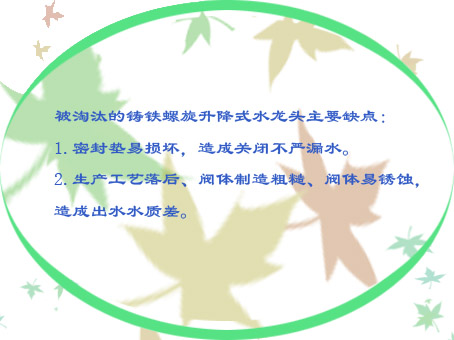 被淘汰的铸铁螺旋升降式水龙头主要缺点：
1.密封垫易损坏，造成关闭不严漏水。
2.生产工艺落后、阀体制造粗糙、阀体易锈蚀，
造成出水水质差。